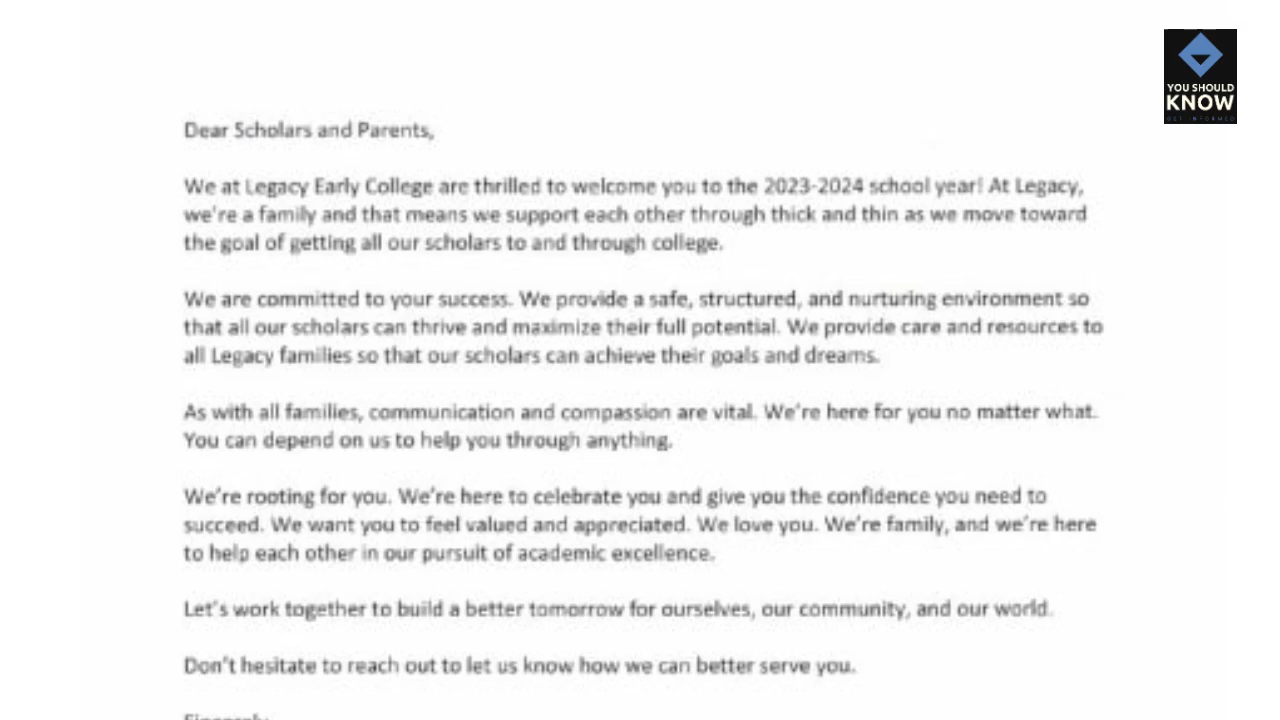 YOU SHOULD
KNOW
GET INFORMED
Dear Scholars and Parents,
We at Legacy Early College are thrilled to welcome you to the 2023-2024 school year! At Legacy,
we're a family and that means we support each other through thick and thin as we move toward
the goal of getting all our scholars to and through college.
We are committed to your success. We provide a safe, structured, and nurturing environment so
that all our scholars can thrive and maximize their full potential. We provide care and resources to
all Legacy families so that our scholars can achieve their goals and dreams.
As with all families, communication and compassion are vital. We're here for you no matter what.
You can depend on us to help you through anything.
We're rooting for you. We're here to celebrate you and give you the confidence you need to
succeed. We want you to feel valued and appreciated. We love you. We're family, and we're here
to help each other in our pursuit of academic excellence.
Let's work together to build a better tomorrow for ourselves, our community, and our world.
Don't hesitate to reach out to let us know how we can better serve you.